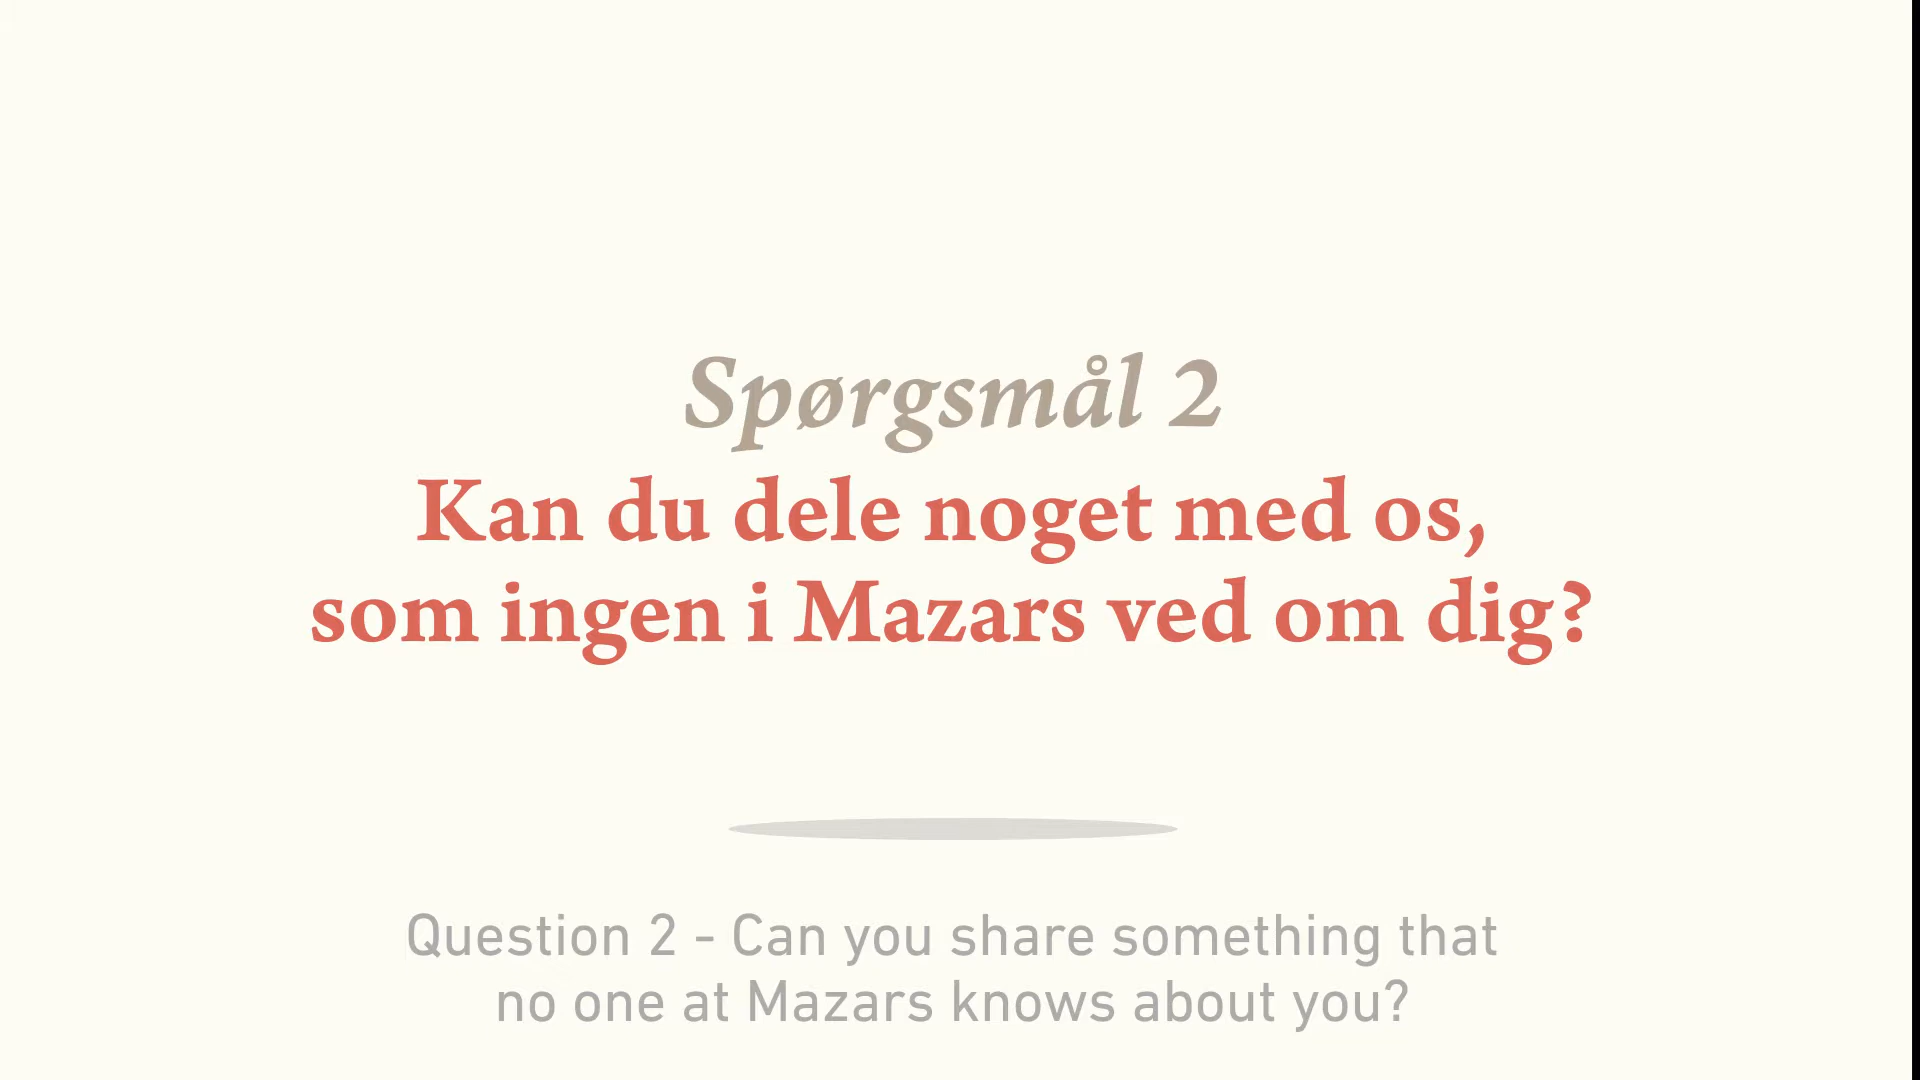 Spørgsmål 2
Kan du dele noget med os,
som ingen i Mazars ved om dig?
Question 2 - Can you share something that
no one at Mazars knows about you?